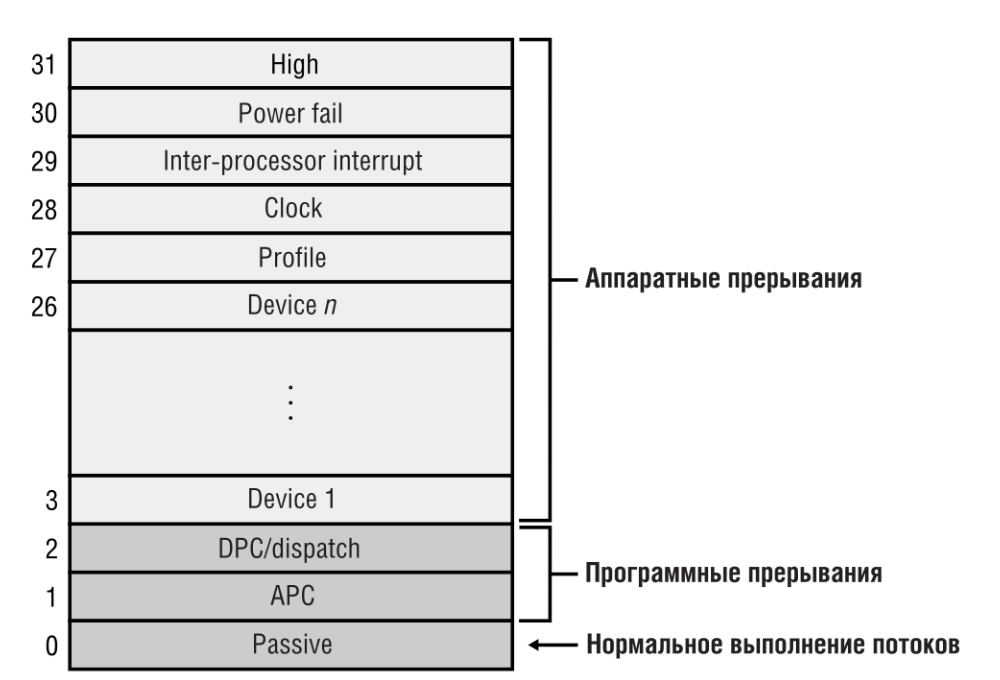 31 High
30 Power fail
29 Inter-processor interrupt
28 Clock
27 Profile
Аппаратные прерывания
26 Device n
⋮
3 Device 1
2 DPC/dispatch
Программные прерывания
1 APC
0 Passive
Нормальное выполнение потоков